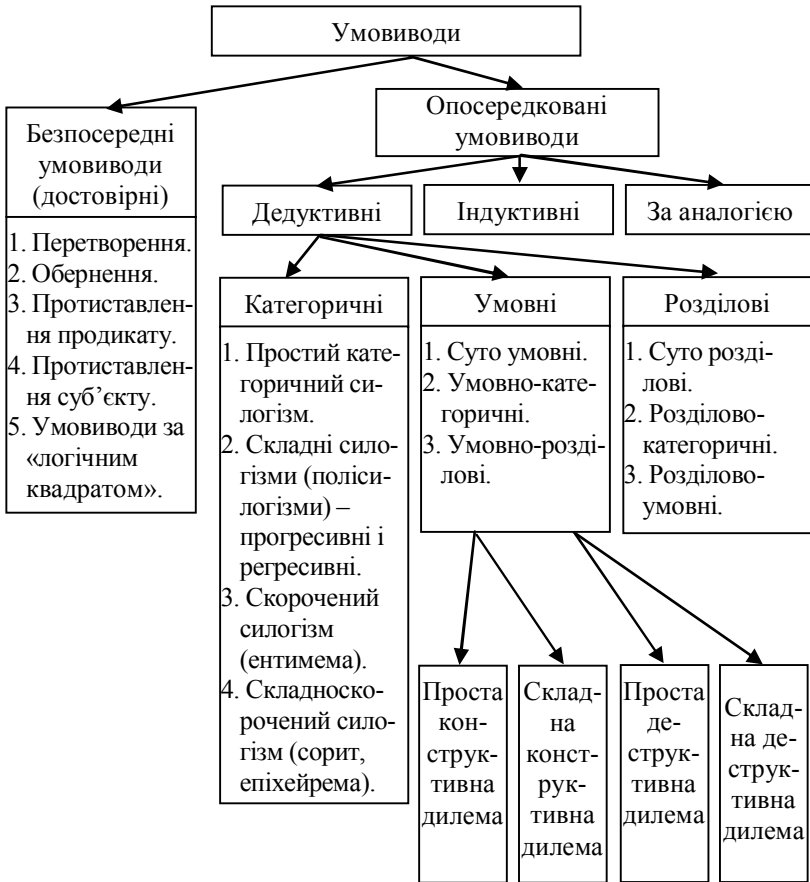 Умовиводи
Безпосередні
умовиводи
(достовірні)
1. Перетворення.
2. Обернення.
3. Протиставлен-
ня продикату.
4. Протиставлен-
ня суб’єкту.
5. Умовиводи за
«логічним
квадратом».
Опосередковані
умовиводи
Дедуктивні
Індуктивні
За аналогією
Категоричні
1. Простий кате-
горичний си-
логізм.
2. Складні сило-
гізми (поліси-
логізми) –
прогресивні і
регресивні.
3. Скорочений
силогізм
(ентимема).
4. Складноско-
рочений сило-
гізм (сорит,
епіхейрема).
Умовні
1. Суто умовні.
2. Умовно-кате-
горичні.
3. Умовно-розді-
лові.
Розділові
1. Суто розді-
лові.
2. Розділово-
категоричні.
3. Розділово-
умовні.
Проста
кон-
струк-
тивна
дилема
Склад-
на
конст-
рук-
тивна
дилема
Проста
де-
струк-
тивна
дилема
Склад-
на де-
струк-
тивна
дилема